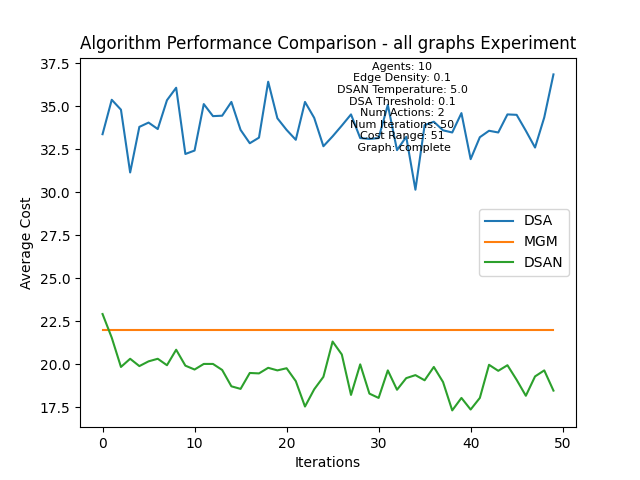 Algorithm Performance Comparison - all graphs Experiment
Agents: 10
Edge Density: 0.1
DSAN Temperature: 5.0
DSA Threshold: 0.1
Num Actions: 2
Num Iterations: 50
Cost Range: 51
Graph: complete
37.5
35.0
32.5
30.0
27.5
25.0
22.5
20.0
17.5
Average Cost
DSA
MGM
DSAN
0
10
20
30
40
50
Iterations